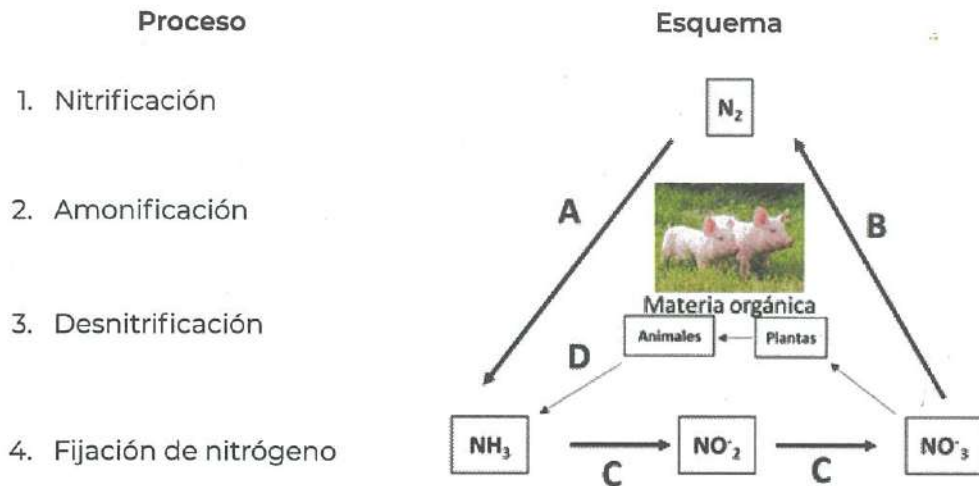 Proceso
1. Nitrificación
2. Amonificación
3. Desnitrificación
4. Fijación de nitrógeno
Esquema
N₂
A
B
Materia orgánica
Animales
Plantas
D
NH₃
C
NO⁻₂
C
NO⁻₃